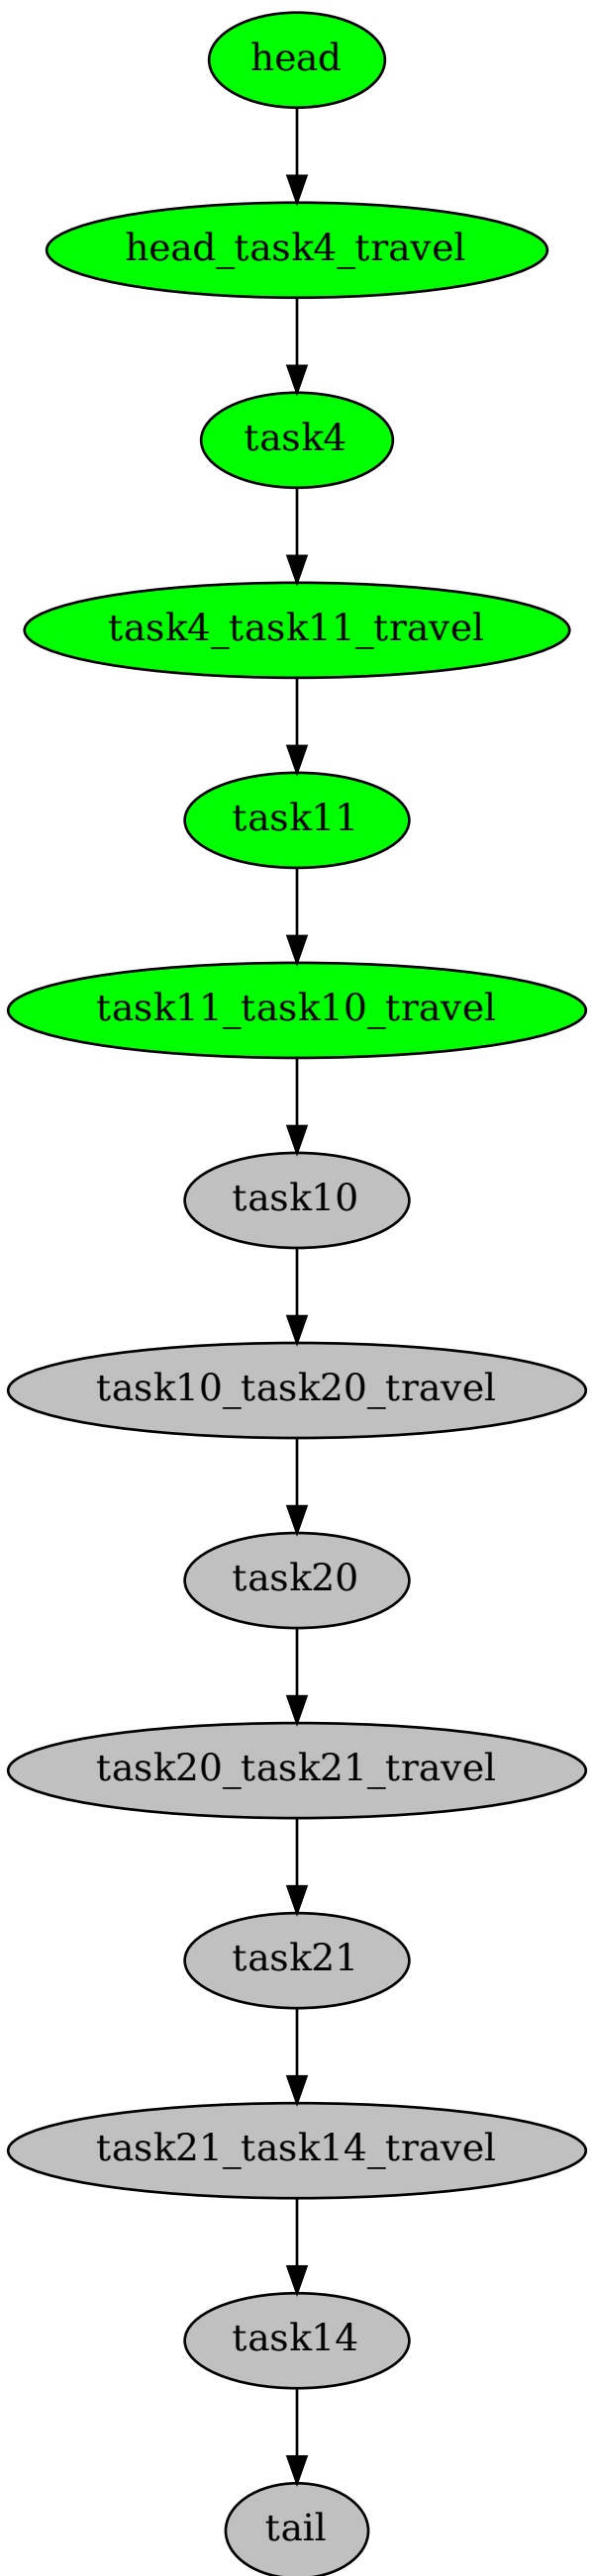 head
head_task4_travel
task4
task4_task11_travel
task11
task11_task10_travel
task10
task10_task20_travel
task20
task20_task21_travel
task21
task21_task14_travel
task14
tail